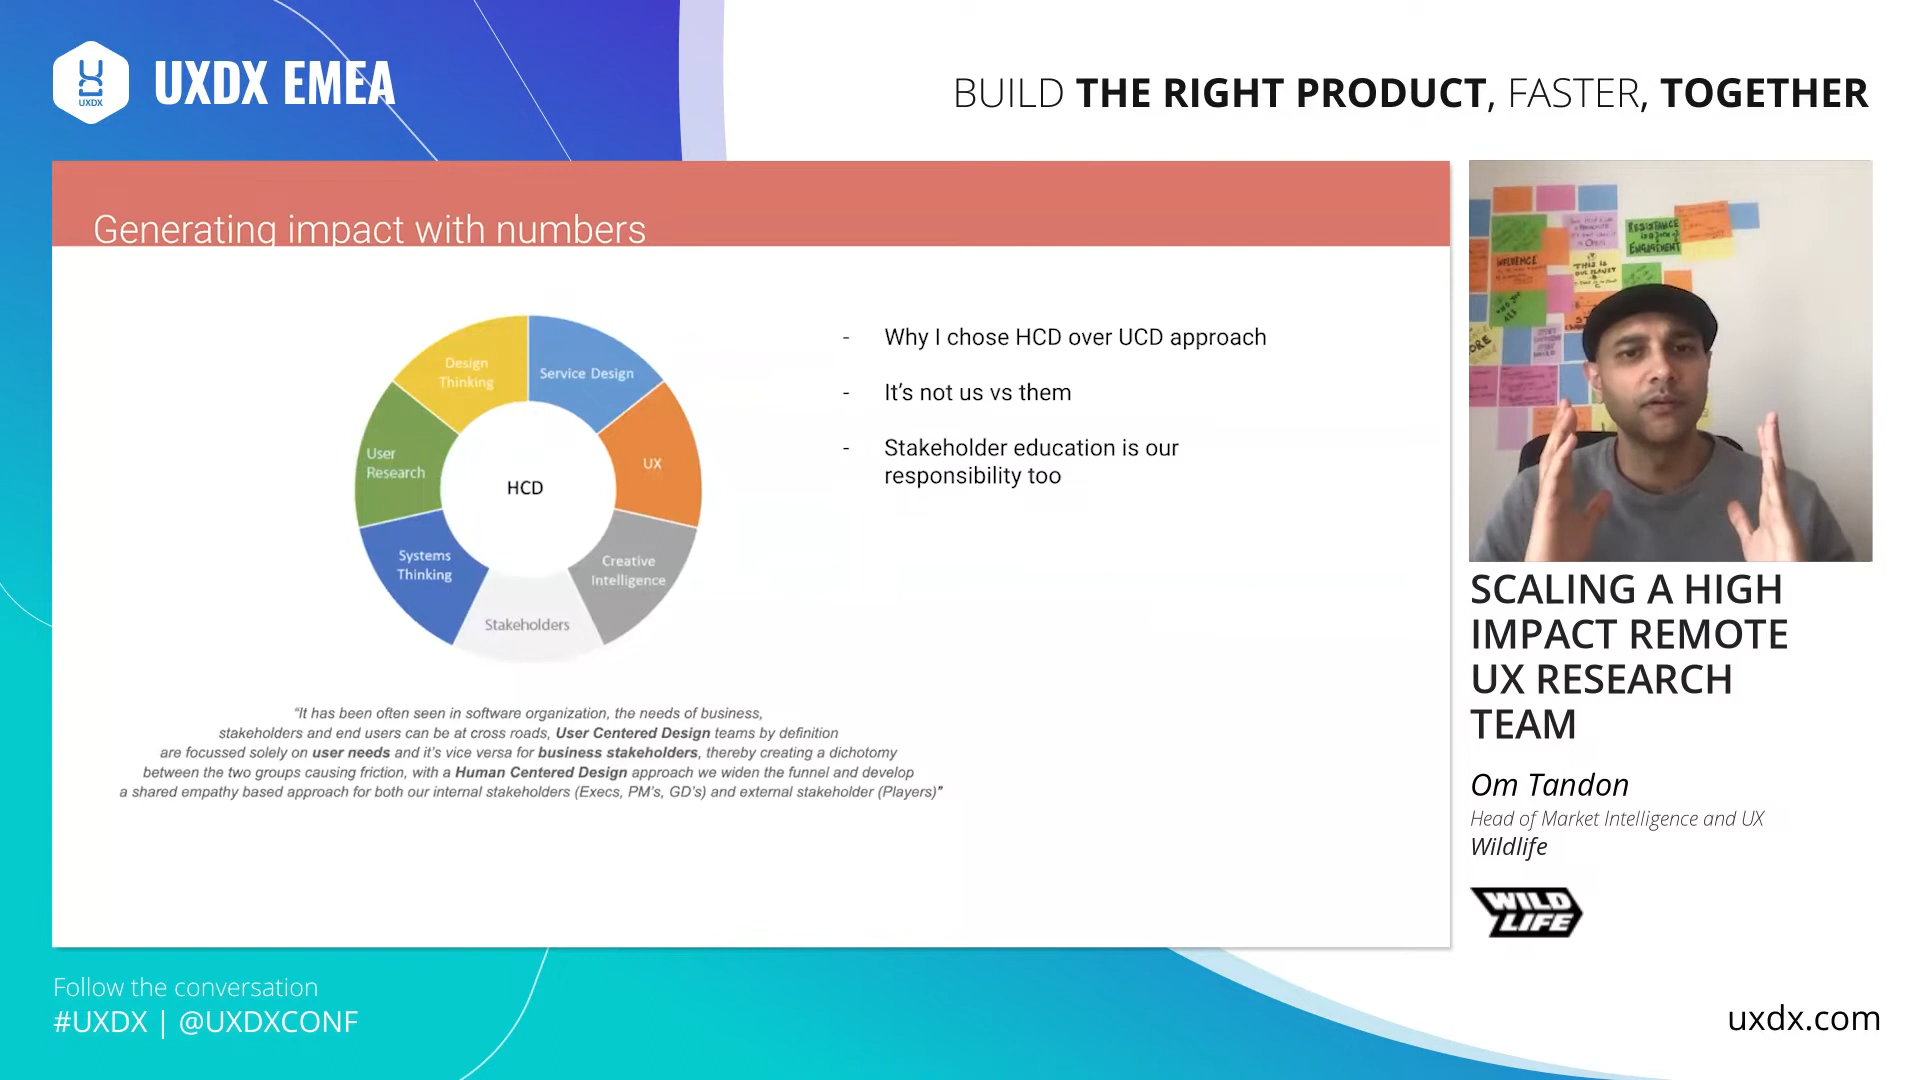 UXDX
UXDX EMEA
BUILD THE RIGHT PRODUCT, FASTER, TOGETHER
Generating impact with numbers
Design
Thinking
Service Design
User
Research
UX
HCD
Systems
Thinking
Creative
Intelligence
Stakeholders
- Why I chose HCD over UCD approach
- It's not us vs them
- Stakeholder education is our
responsibility too
“It has been often seen in software organization, the needs of business,
stakeholders and end users can be at cross roads, User Centered Design teams by definition
are focussed solely on user needs and it's vice versa for business stakeholders, thereby creating a dichotomy
between the two groups causing friction, with a Human Centered Design approach we widen the funnel and develop
a shared empathy based approach for both our internal stakeholders (Execs, PM's, GD's) and external stakeholder (Players)”
RESISTANCE
ENGAGEMENT
INFLUENCE
THIS IS
OPEN
SCALING A HIGH
IMPACT REMOTE
UX RESEARCH
TEAM
Om Tandon
Head of Market Intelligence and UX
Wildlife
WILD
LIFE
Follow the conversation
#UXDX | @UXDXCONF
uxdx.com